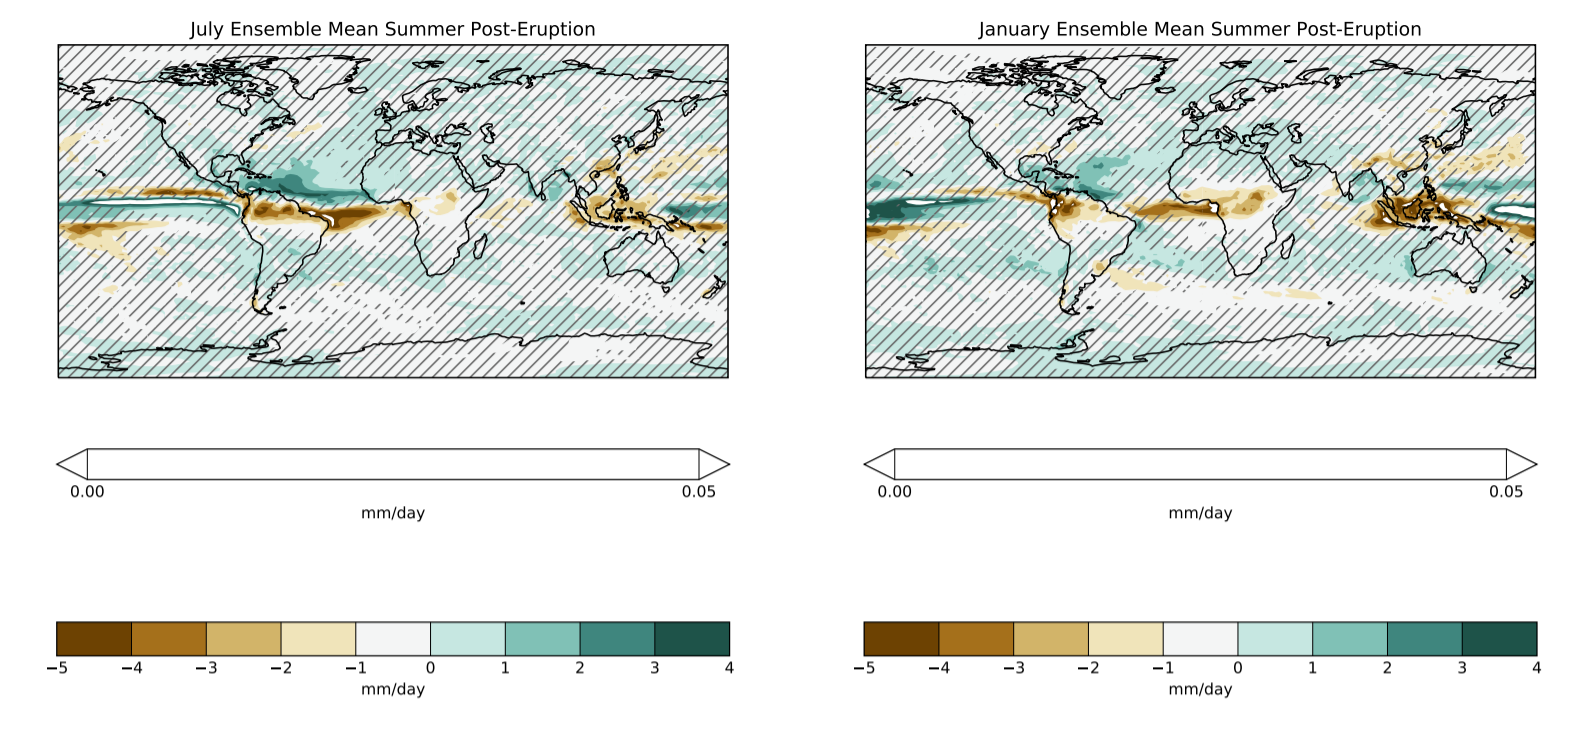 July Ensemble Mean Summer Post-Eruption
January Ensemble Mean Summer Post-Eruption
0.00 0.05
mm/day
0.00 0.05
mm/day
−5 −4 −3 −2 −1 0 1 2 3 4
mm/day
−5 −4 −3 −2 −1 0 1 2 3 4
mm/day